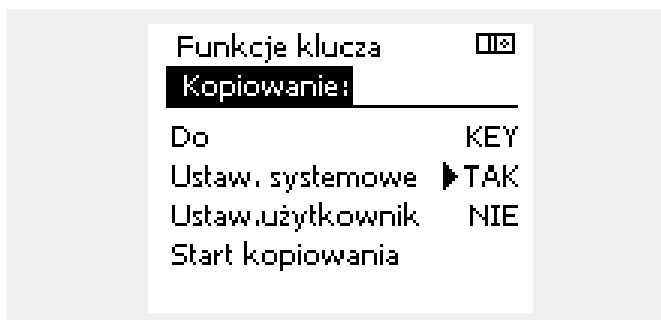 Funkcje klucza
Kopiowanie:
Do KEY
Ustaw. systemowe ▶TAK
Ustaw.użytkownik NIE
Start kopiowania